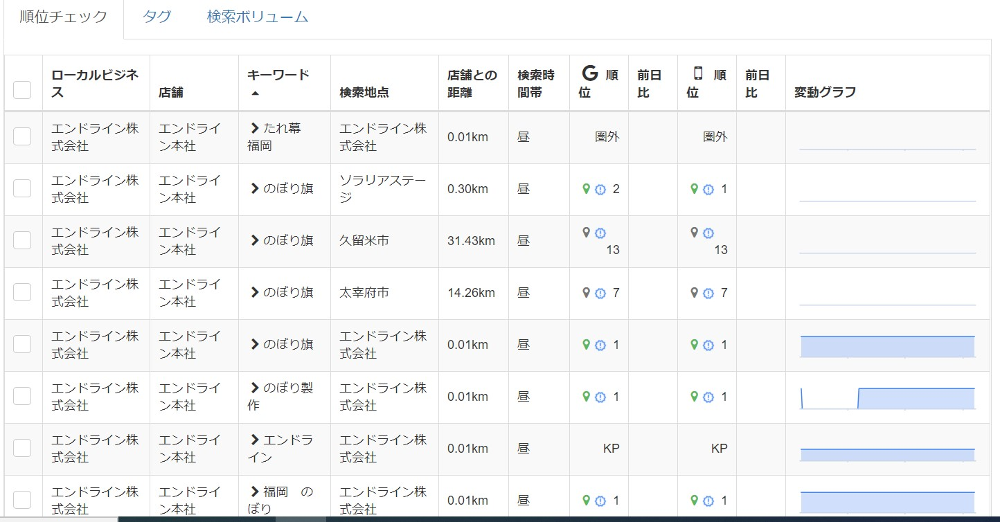 順位チェック タグ 検索ボリューム
ローカルビジネス 店舗 キーワード 検索地点 店舗との距離 検索時間帯 G 順位 前日比 順位 前日比 変動グラフ
エンドライン株式会社 エンドライン本社 たれ幕 福岡 エンドライン株式会社 0.01km 昼 圏外 圏外
エンドライン株式会社 エンドライン本社 のぼり旗 ソラリアステージ 0.30km 昼 2 1
エンドライン株式会社 エンドライン本社 のぼり旗 久留米市 31.43km 昼 13 13
エンドライン株式会社 エンドライン本社 のぼり旗 太宰府市 14.26km 昼 7 7
エンドライン株式会社 エンドライン本社 のぼり旗 エンドライン株式会社 0.01km 昼 1 1
エンドライン株式会社 エンドライン本社 のぼり製作 エンドライン株式会社 0.01km 昼 1 1
エンドライン株式会社 エンドライン本社 エンドライン エンドライン株式会社 0.01km 昼 KP KP
エンドライン株式会社 エンドライン本社 福岡　のぼり エンドライン株式会社 0.01km 昼 1 1